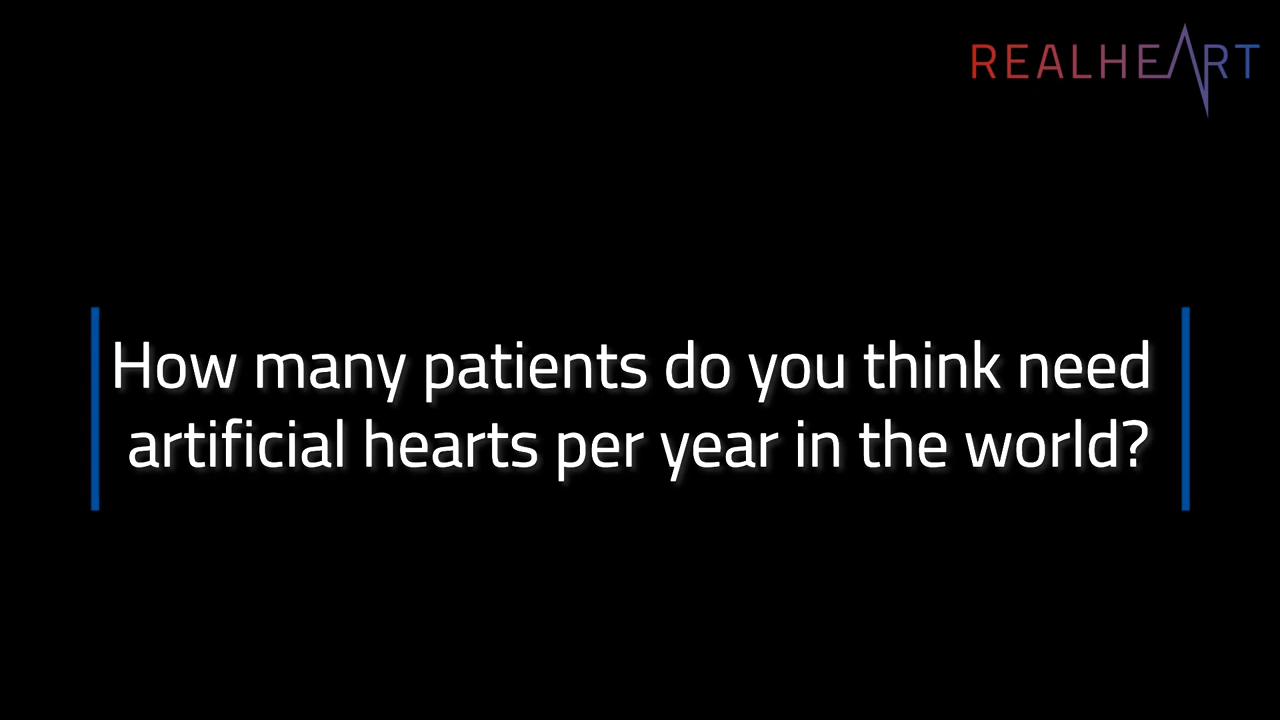 REALHEART
How many patients do you think need
artificial hearts per year in the world?